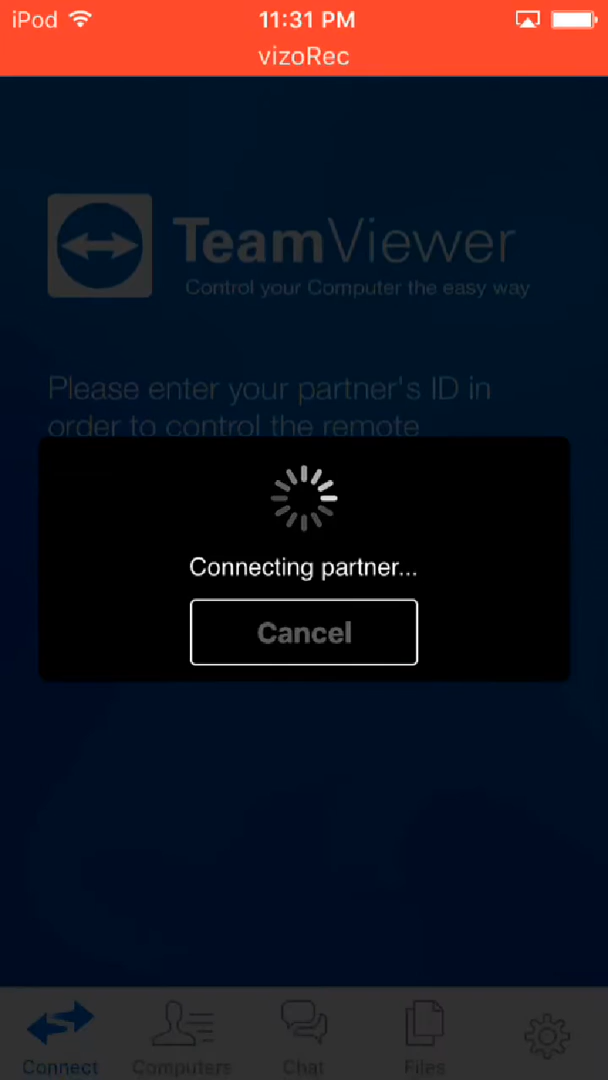 iPod 11:31 PM
vizoRec
TeamViewer
Control your Computer the easy way
Please enter your partner's ID in
order to control the remote
Connecting partner...
Cancel
Connect Computers Chat Files